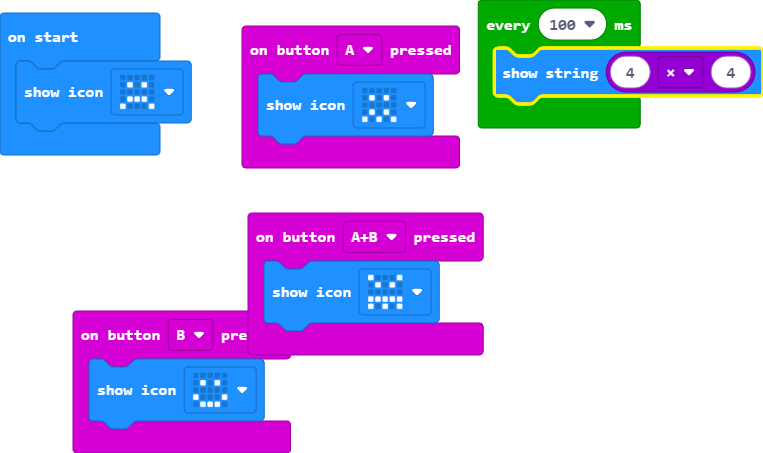 on start
show icon
on button A pressed
show icon
every 100 ms
show string 4 × 4
on button A+B pressed
show icon
on button B pre
show icon